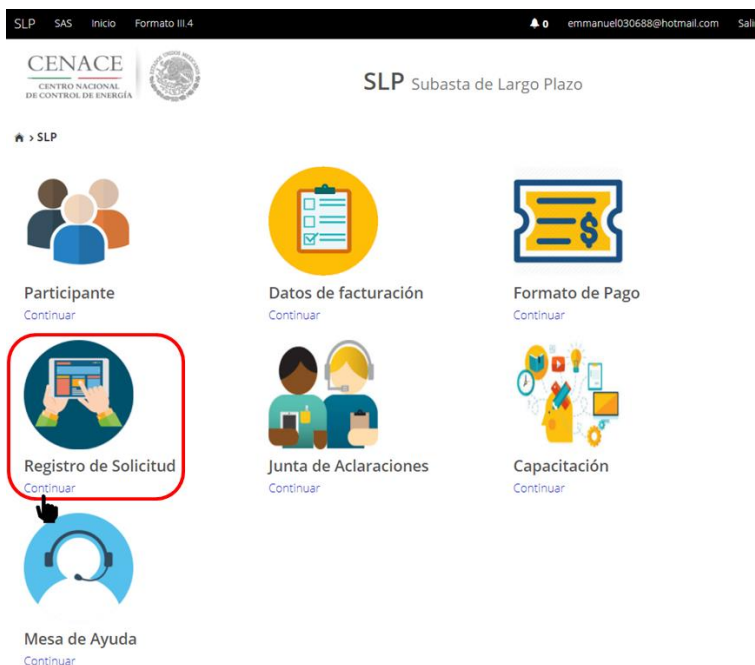 SLP SAS Inicio Formato III.4 0 emmanuel030688@hotmail.com Sali
CENACE
CENTRO NACIONAL
DE CONTROL DE ENERGÍA
SLP Subasta de Largo Plazo
> SLP
Participante
Continuar
Datos de facturación
Continuar
Formato de Pago
Continuar
Registro de Solicitud
Continuar
Junta de Aclaraciones
Continuar
Capacitación
Continuar
Mesa de Ayuda
Continuar